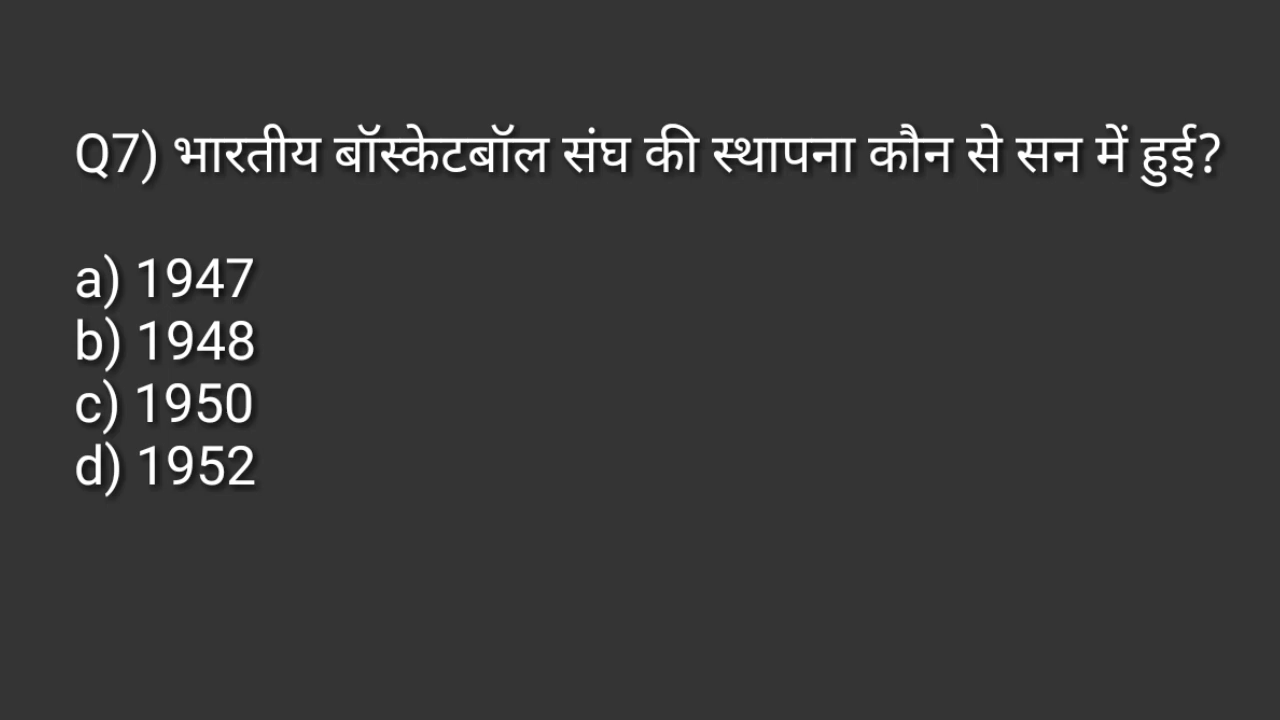 Q7) भारतीय बॉस्केटबॉल संघ की स्थापना कौन से सन में हुई?
a) 1947
b) 1948
c) 1950
d) 1952